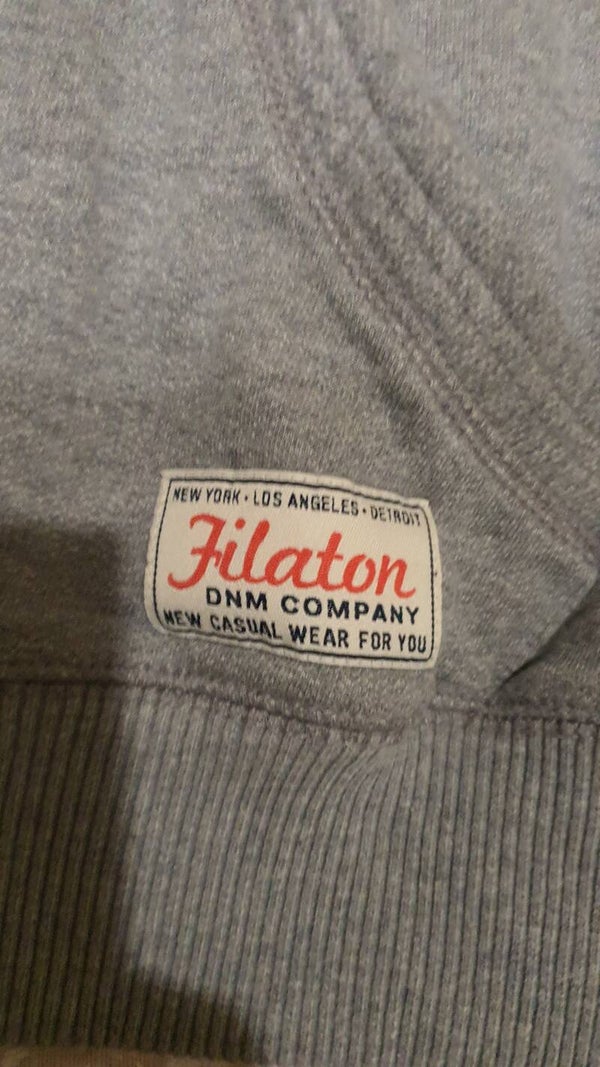 NEW YORK • LOS ANGELES • DETROIT
Filaton
DNM COMPANY
NEW CASUAL WEAR FOR YOU